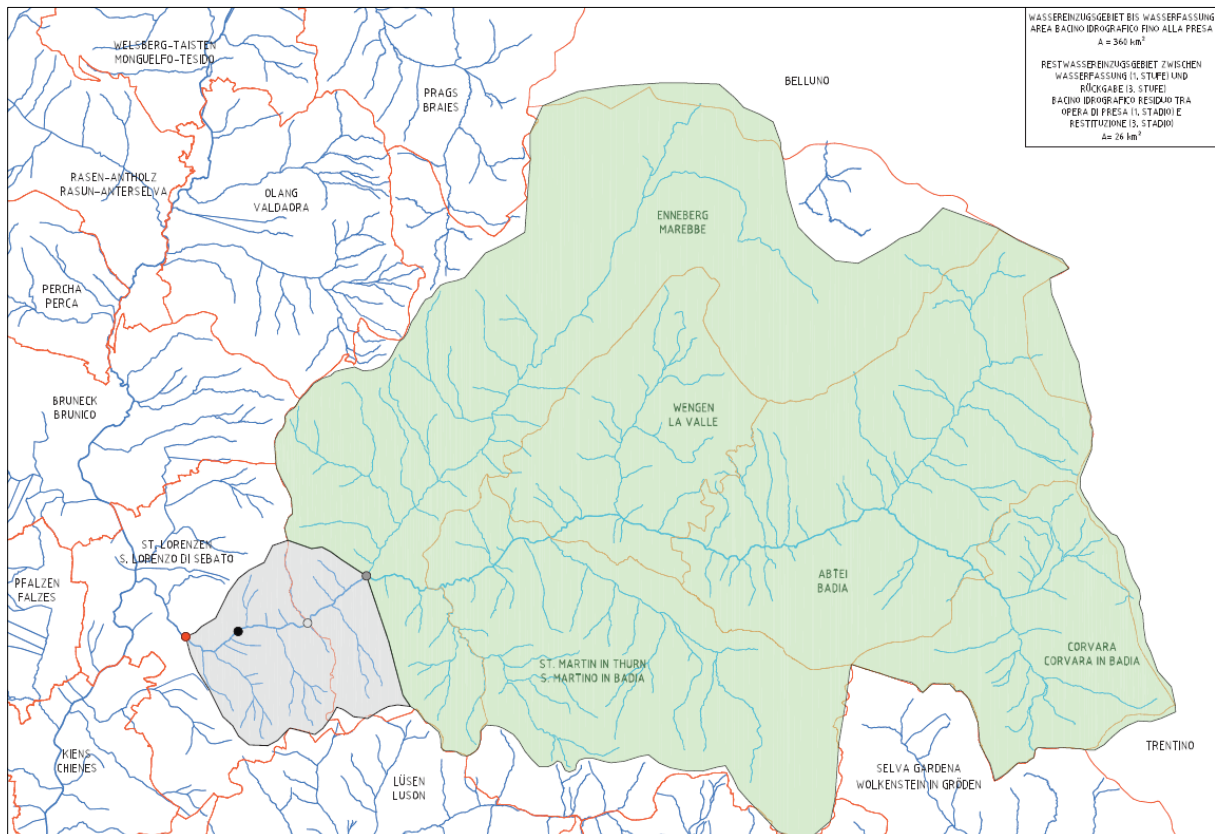 WASSEREINZUGSGEBIET BIS WASSERFASSUNG
AREA BACINO IDROGRAFICO FINO ALLA PRESA
A = 360 km²
RESTWASSEREINZUGSGEBIET ZWISCHEN
WASSERFASSUNG (1. STUFE) UND
RÜCKGABE (3. STUFE)
BACINO IDROGRAFICO RESIDUO TRA
OPERA DI PRESA (1. STADIO) E
RESTITUZIONE (3. STADIO)
A= 26 km²
WELSBERG-TAISTEN
MONGUELFO-TESIDO
PRAGS
BRAIES
BELLUNO
RASEN-ANTHOLZ
RASUN-ANTERSELVA
OLANG
VALDAORA
ENNEBERG
MAREBBE
PERCHA
PERCA
BRUNECK
BRUNICO
WENGEN
LA VALLE
ST. LORENZEN
S. LORENZO DI SEBATO
PFALZEN
FALZES
ABTEI
BADIA
ST. MARTIN IN THURN
S. MARTINO IN BADIA
CORVARA
CORVARA IN BADIA
KIENS
CHIENES
LÜSEN
LUSON
SELVA GARDENA
WOLKENSTEIN IN GRÖDEN
TRENTINO